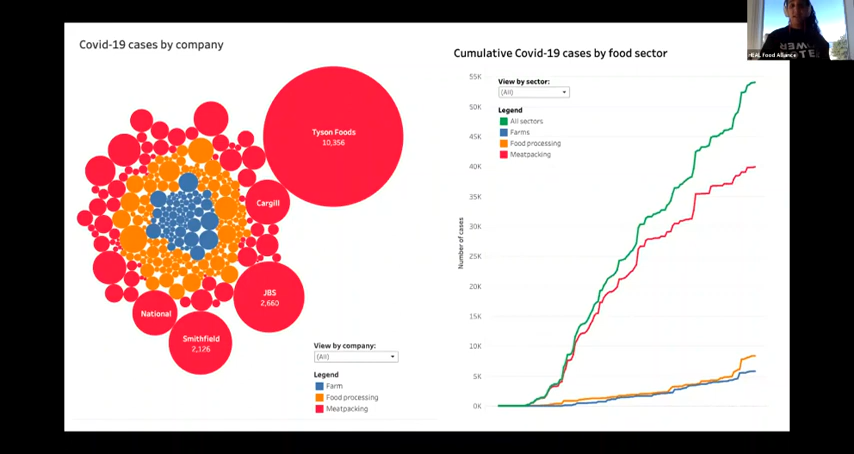 Covid-19 cases by company
Tyson Foods
10,356
Cargill
JBS
2,660
National
Smithfield
2,126
View by company:
(All)
Legend
Farm
Food processing
Meatpacking
Cumulative Covid-19 cases by food sector
View by sector:
(All)
Legend
All sectors
Farms
Food processing
Meatpacking
Number of cases
55K
50K
45K
40K
35K
30K
25K
20K
15K
10K
5K
0K
HEAL Food Alliance